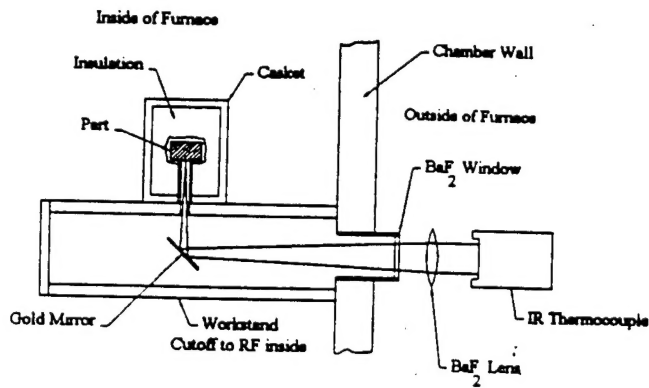 Inside of Furnace
Insulation
Casket
Part
Chamber Wall
Outside of Furnace
BaF2 Window
Gold Mirror
Workstand
Cutoff to RF inside
BaF2 Lens
IR Thermocouple